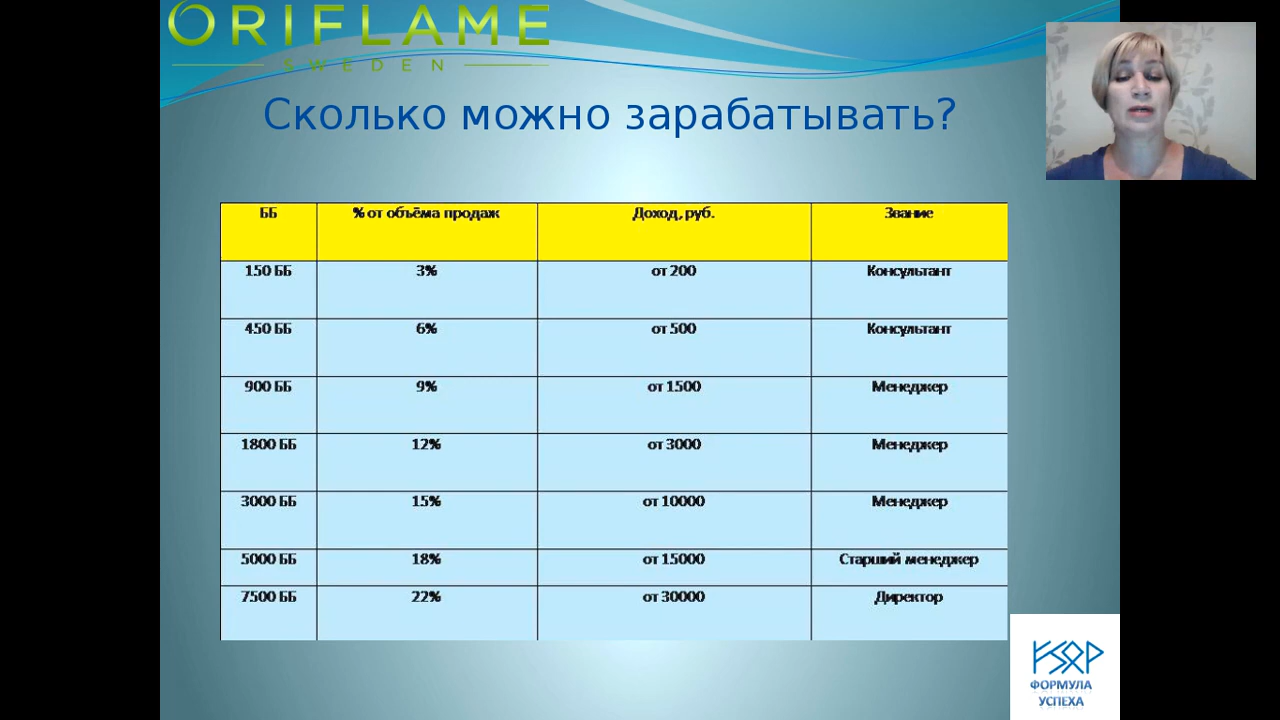 ORIFLAME
SWEDEN
Сколько можно зарабатывать?
ББ % от объёма продаж Доход, руб. Звание
150 ББ 3% от 200 Консультант
450 ББ 6% от 500 Консультант
900 ББ 9% от 1500 Менеджер
1800 ББ 12% от 3000 Менеджер
3000 ББ 15% от 10000 Менеджер
5000 ББ 18% от 15000 Старший менеджер
7500 ББ 22% от 30000 Директор
ФОРМУЛА
УСПЕХА